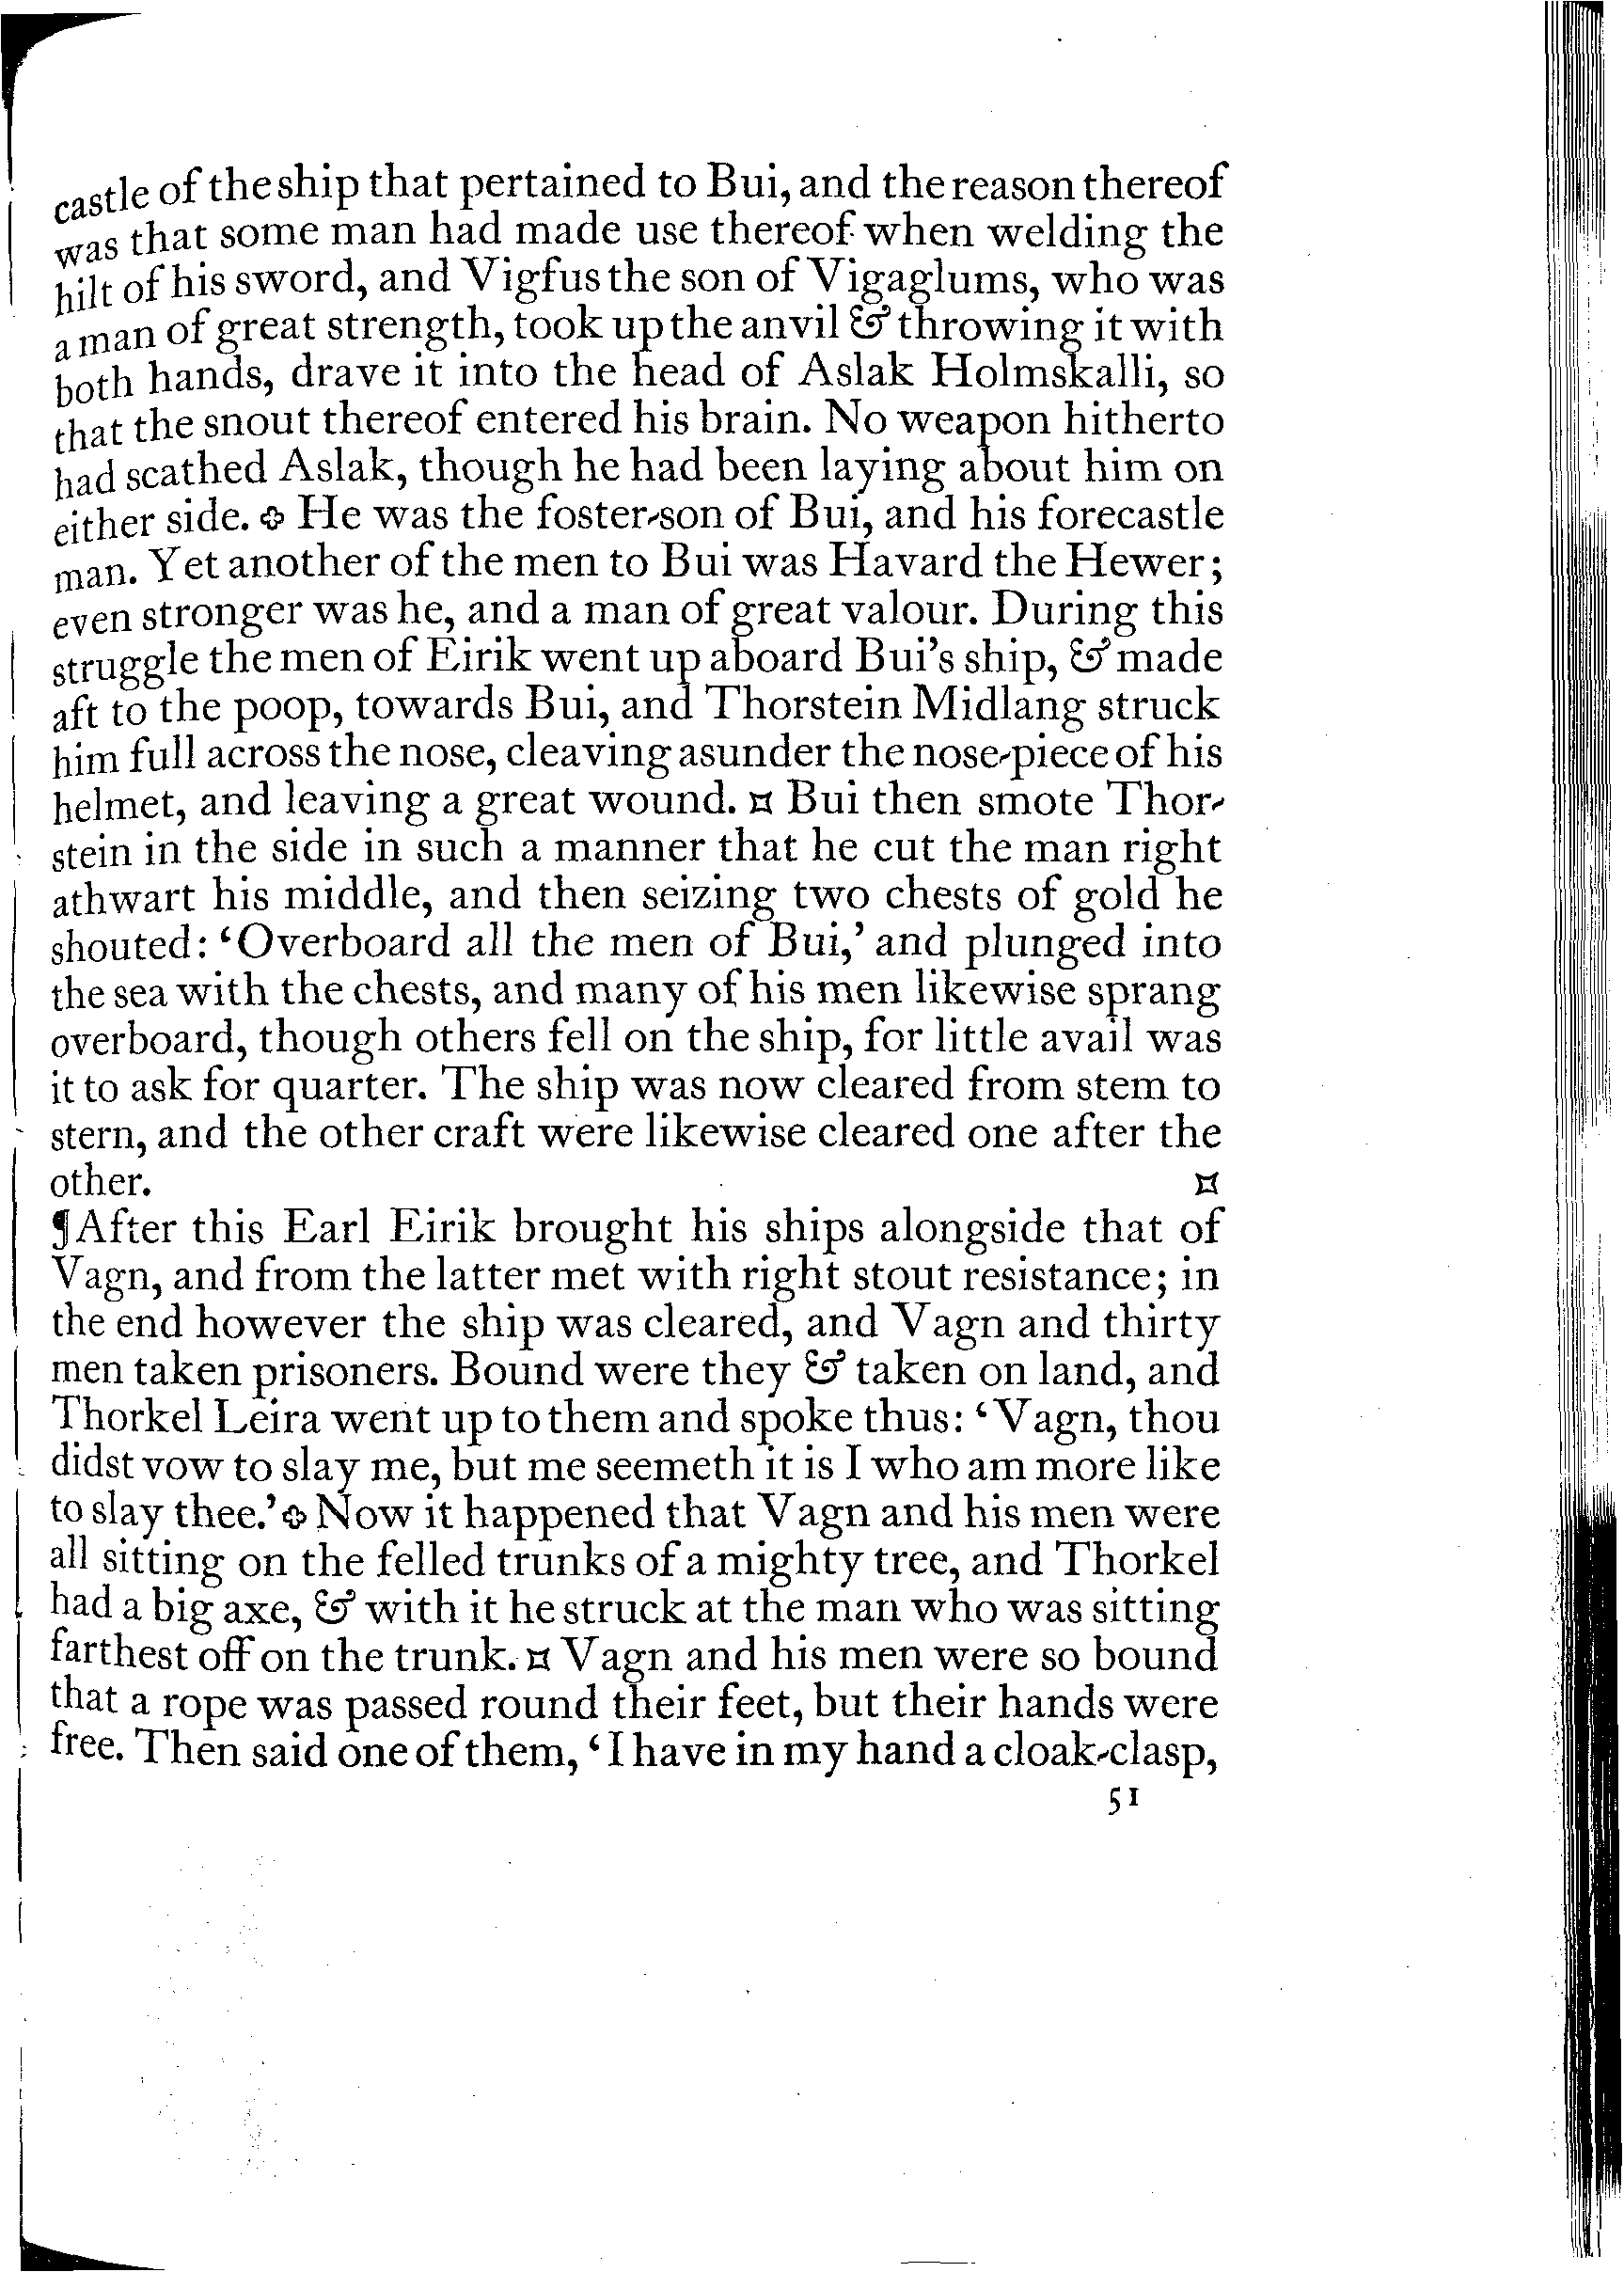 castle of the ship that pertained to Bui, and the reason thereof
was that some man had made use thereof when welding the
hilt of his sword, and Vigfus the son of Vigaglums, who was
a man of great strength, took up the anvil & throwing it with
both hands, drave it into the head of Aslak Holmskalli, so
that the snout thereof entered his brain. No weapon hitherto
had scathed Aslak, though he had been laying about him on
either side. ✥ He was the foster-son of Bui, and his forecastle
man. Yet another of the men to Bui was Havard the Hewer;
even stronger was he, and a man of great valour. During this
struggle the men of Eirik went up aboard Bui's ship, & made
aft to the poop, towards Bui, and Thorstein Midlang struck
him full across the nose, cleaving asunder the nose-piece of his
helmet, and leaving a great wound. ¤ Bui then smote Thor-
stein in the side in such a manner that he cut the man right
athwart his middle, and then seizing two chests of gold he
shouted: ‘Overboard all the men of Bui,’ and plunged into
the sea with the chests, and many of his men likewise sprang
overboard, though others fell on the ship, for little avail was
it to ask for quarter. The ship was now cleared from stem to
stern, and the other craft were likewise cleared one after the
other. ¤
¶After this Earl Eirik brought his ships alongside that of
Vagn, and from the latter met with right stout resistance; in
the end however the ship was cleared, and Vagn and thirty
men taken prisoners. Bound were they & taken on land, and
Thorkel Leira went up to them and spoke thus: ‘Vagn, thou
didst vow to slay me, but me seemeth it is I who am more like
to slay thee.’ ✥ Now it happened that Vagn and his men were
all sitting on the felled trunks of a mighty tree, and Thorkel
had a big axe, & with it he struck at the man who was sitting
farthest off on the trunk. ¤ Vagn and his men were so bound
that a rope was passed round their feet, but their hands were
free. Then said one of them, ‘I have in my hand a cloak-clasp,
51